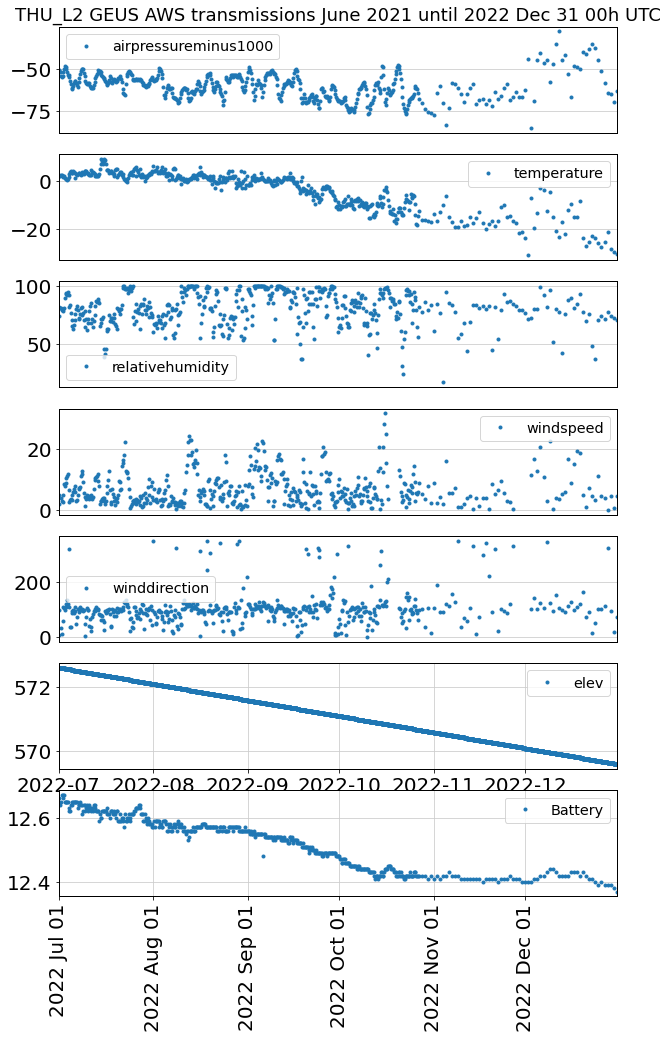 THU_L2 GEUS AWS transmissions June 2021 until 2022 Dec 31 00h UTC
airpressureminus1000
−50
−75
temperature
0
−20
100
50
relativehumidity
windspeed
20
0
winddirection
200
0
elev
572
570
2022-07 2022-08 2022-09 2022-10 2022-11 2022-12
Battery
12.6
12.4
2022 Jul 01
2022 Aug 01
2022 Sep 01
2022 Oct 01
2022 Nov 01
2022 Dec 01